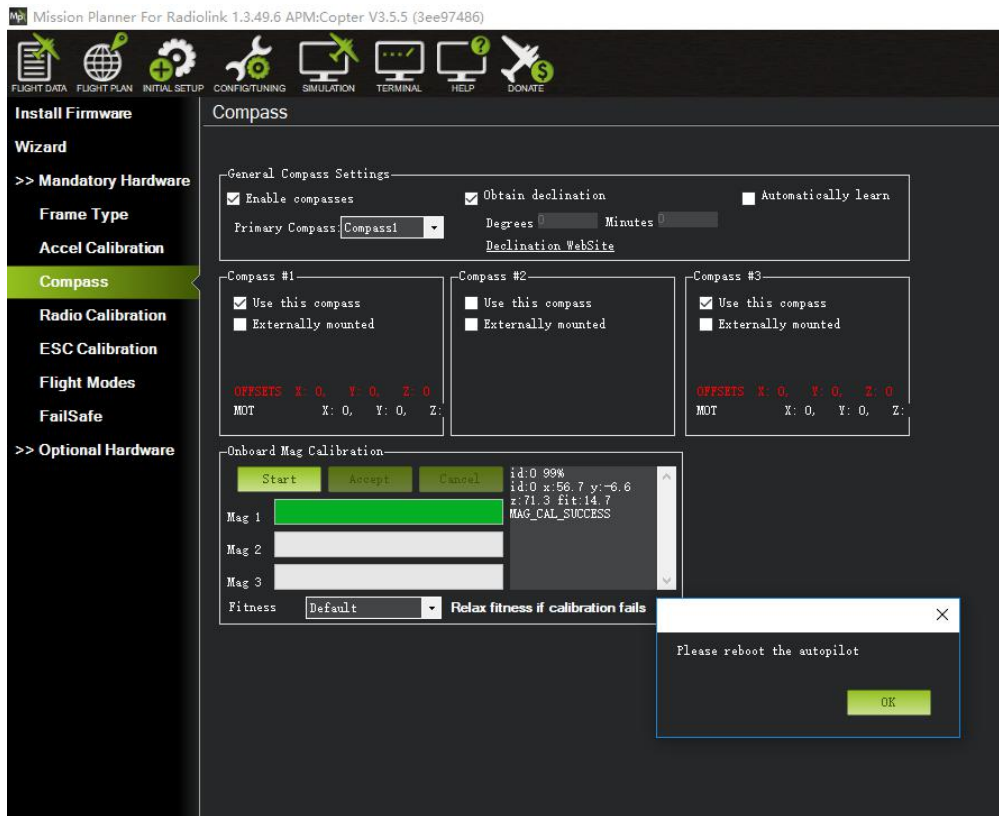 Mission Planner For Radiolink 1.3.49.6 APM:Copter V3.5.5 (3ee97486)
FLIGHT DATA FLIGHT PLAN INITIAL SETUP CONFIG/TUNING SIMULATION TERMINAL HELP DONATE
Install Firmware
Wizard
>> Mandatory Hardware
Frame Type
Accel Calibration
Compass
Radio Calibration
ESC Calibration
Flight Modes
FailSafe
>> Optional Hardware
Compass
General Compass Settings
Enable compasses
Obtain declination
Automatically learn
Primary Compass: Compass1
Degrees 0 Minutes 0
Declination WebSite
Compass #1
Use this compass
Externally mounted
OFFSETS X: 0, Y: 0, Z: 0
MOT X: 0, Y: 0, Z:
Compass #2
Use this compass
Externally mounted
Compass #3
Use this compass
Externally mounted
OFFSETS X: 0, Y: 0, Z: 0
MOT X: 0, Y: 0, Z:
Onboard Mag Calibration
Start Accept Cancel
Mag 1
Mag 2
Mag 3
id:0 99%
id:0 x:56.7 y:-6.6
z:71.3 fit:14.7
MAG_CAL_SUCCESS
Fitness Default Relax fitness if calibration fails
Please reboot the autopilot
OK